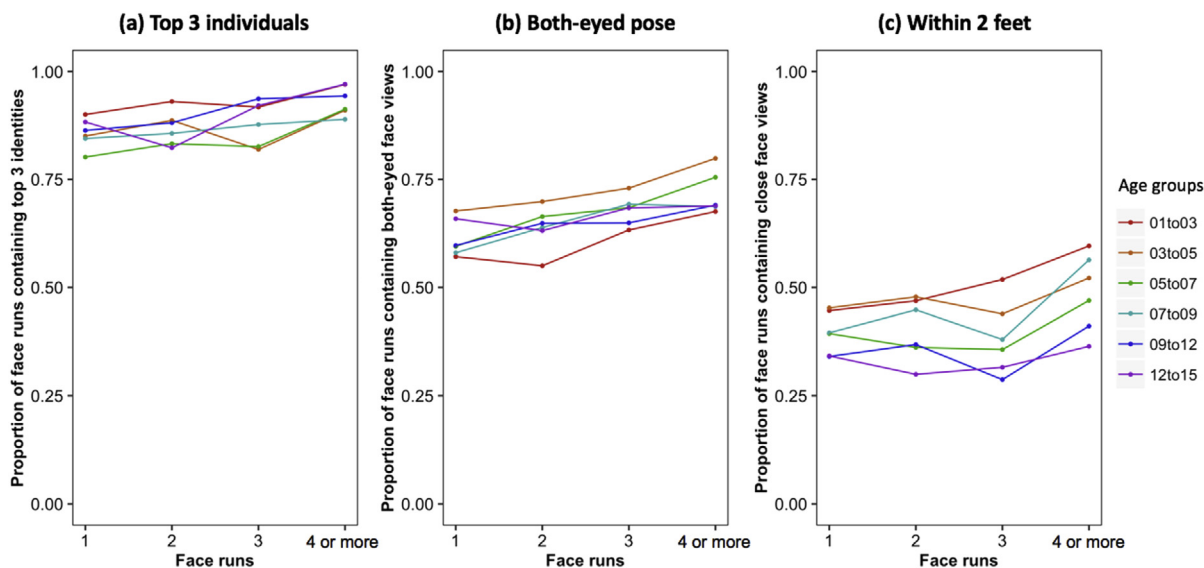 (a) Top 3 individuals
Proportion of face runs containing top 3 identities
1.00
0.75
0.50
0.25
0.00
1 2 3 4 or more
Face runs
(b) Both-eyed pose
Proportion of face runs containing both-eyed face views
1.00
0.75
0.50
0.25
0.00
1 2 3 4 or more
Face runs
(c) Within 2 feet
Proportion of face runs containing close face views
1.00
0.75
0.50
0.25
0.00
1 2 3 4 or more
Face runs
Age groups
01to03
03to05
05to07
07to09
09to12
12to15